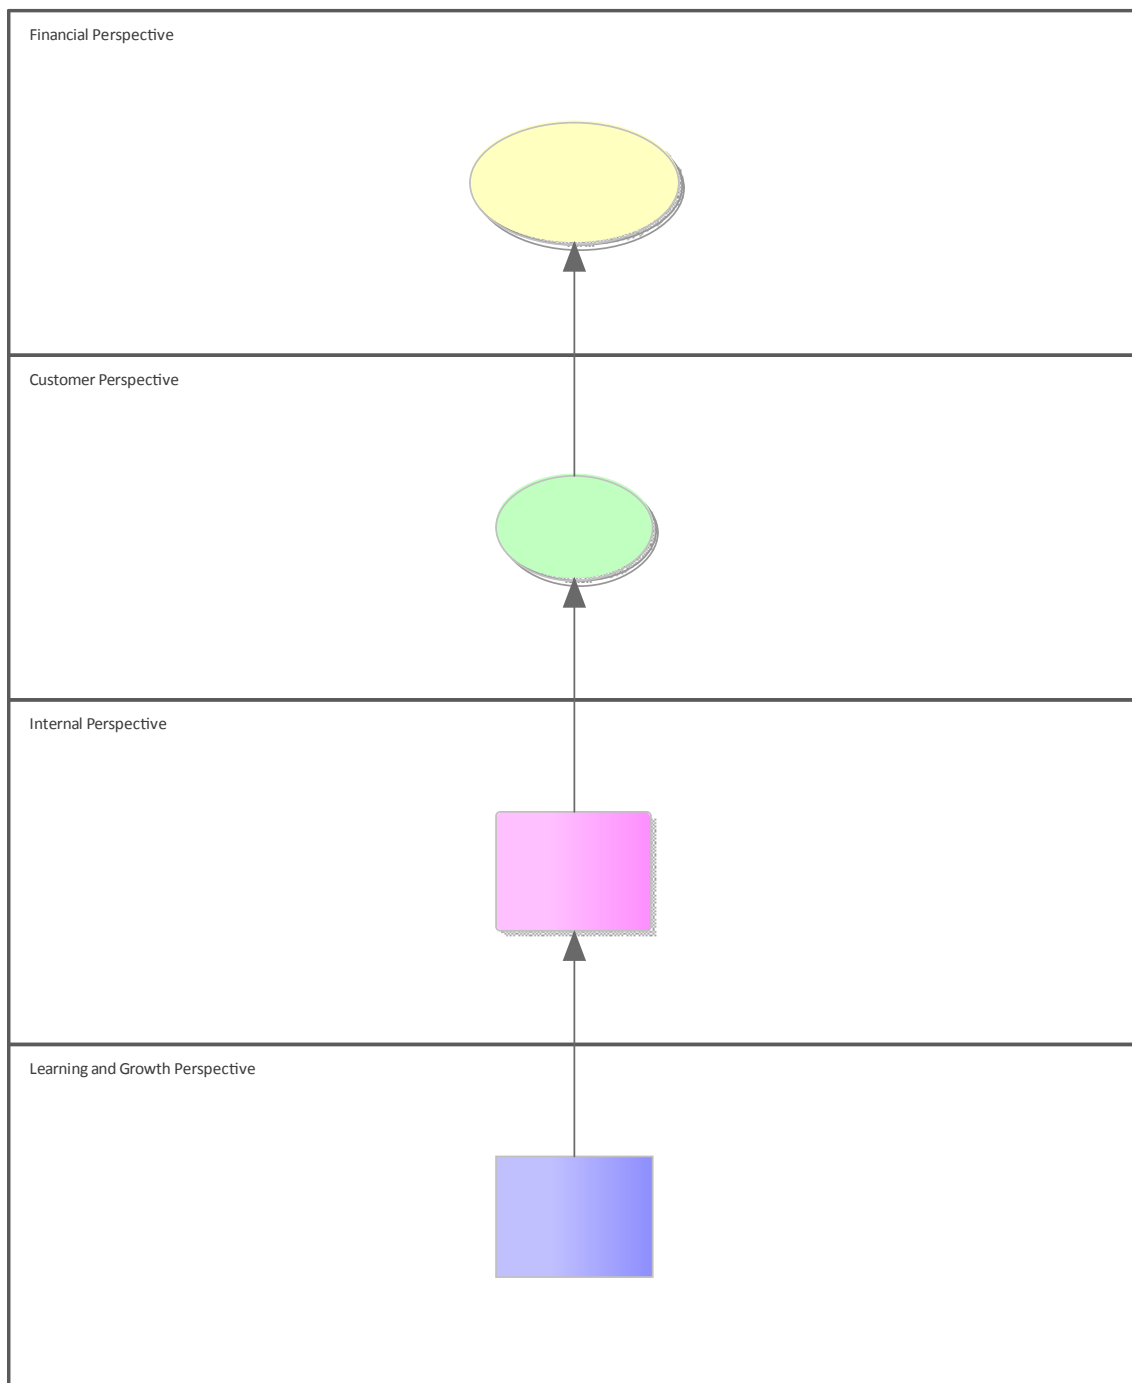 Financial Perspective
Customer Perspective
Internal Perspective
Learning and Growth Perspective